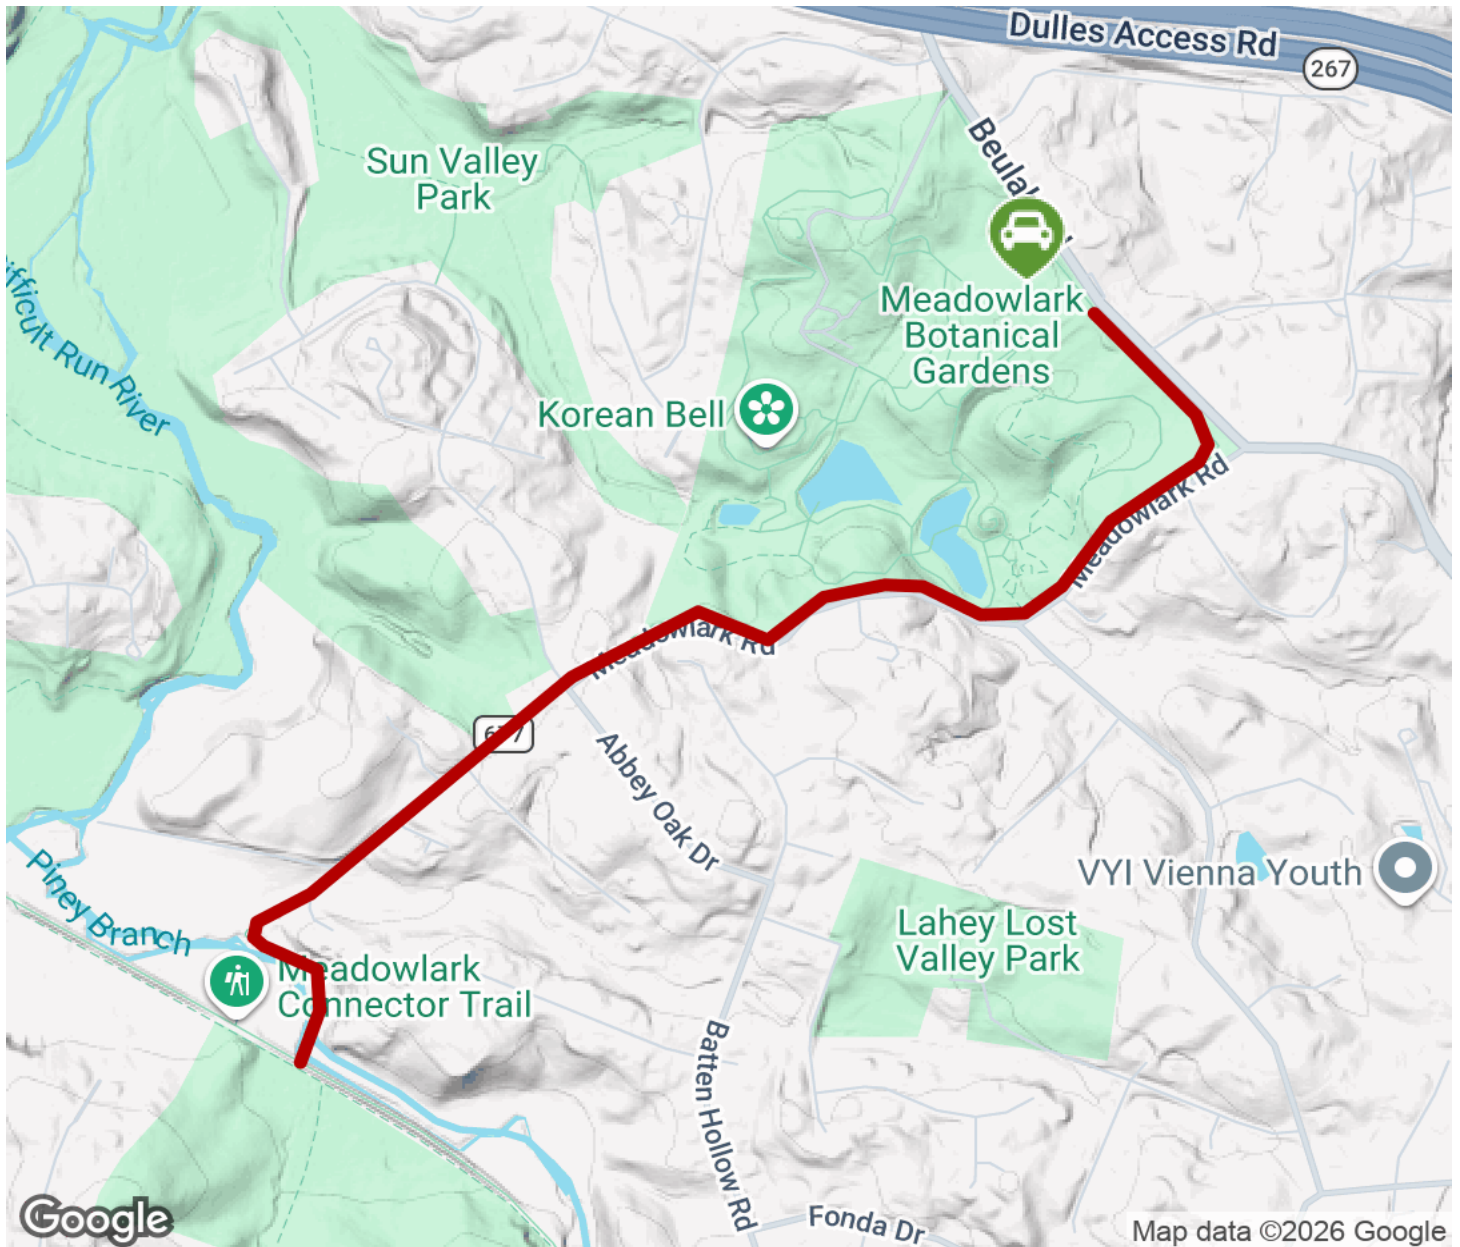 Dulles Access Rd
267
Beulah
Sun Valley
Park
Meadowlark
Botanical
Gardens
Korean Bell
ifficult Run River
Meadowlark Rd
Meadowlark Rd
Abbey Oak Dr
VYI Vienna Youth
Piney Branch
Lahey Lost
Valley Park
Meadowlark
Connector Trail
Batten Hollow Rd
Fonda Dr
Google
Map data ©2026 Google